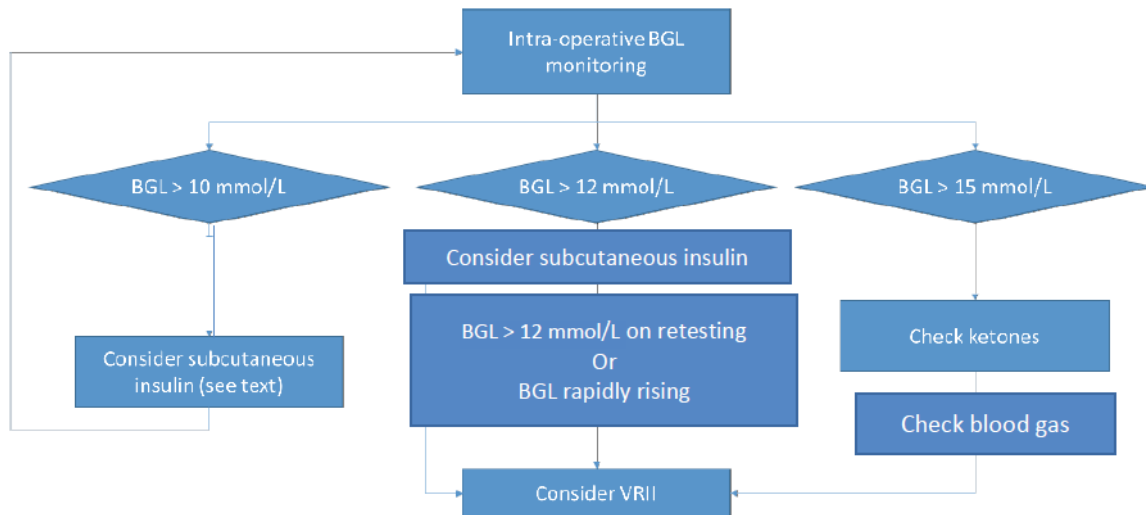 Intra-operative BGL
monitoring
BGL > 10 mmol/L
BGL > 12 mmol/L
BGL > 15 mmol/L
Consider subcutaneous insulin
BGL > 12 mmol/L on retesting
Or
BGL rapidly rising
Check ketones
Consider subcutaneous
insulin (see text)
Check blood gas
Consider VRII